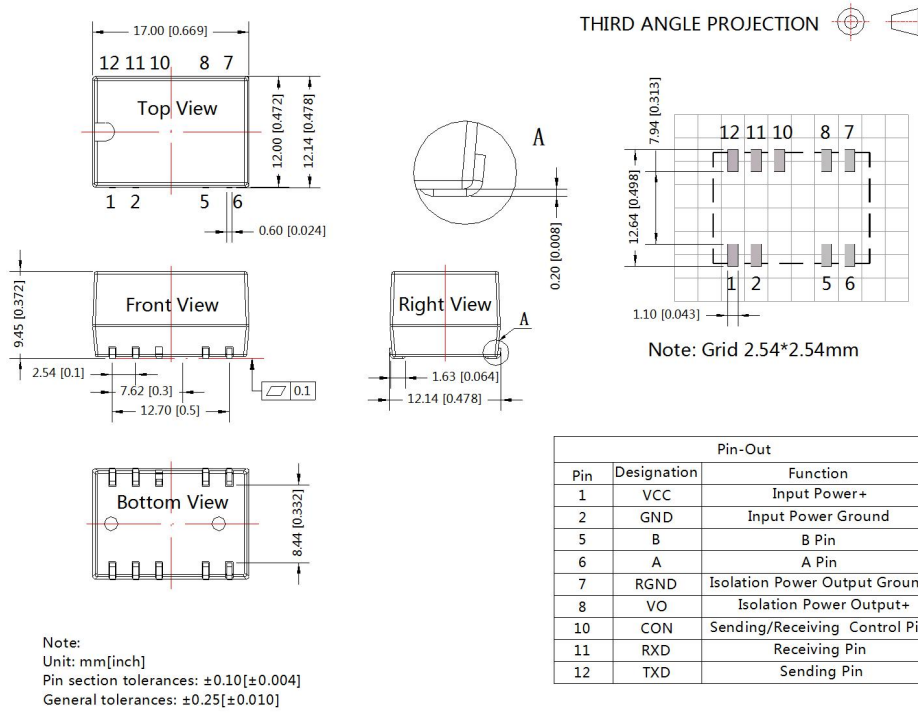 THIRD ANGLE PROJECTION
17.00 [0.669]
12 11 10 8 7
Top View
12.00 [0.472]
12.14 [0.478]
1 2 5 6
0.60 [0.024]
A
0.20 [0.008]
7.94 [0.313]
12 11 10 8 7
12.64 [0.498]
1 2 5 6
1.10 [0.043]
Note: Grid 2.54*2.54mm
9.45 [0.372]
Front View
2.54 [0.1]
7.62 [0.3]
12.70 [0.5]
0.1
Right View
A
1.63 [0.064]
12.14 [0.478]
Bottom View
8.44 [0.332]
Pin-Out
Pin Designation Function
1 VCC Input Power+
2 GND Input Power Ground
5 B B Pin
6 A A Pin
7 RGND Isolation Power Output Groun
8 VO Isolation Power Output+
10 CON Sending/Receiving Control Pi
11 RXD Receiving Pin
12 TXD Sending Pin
Note:
Unit: mm[inch]
Pin section tolerances: ±0.10[±0.004]
General tolerances: ±0.25[±0.010]